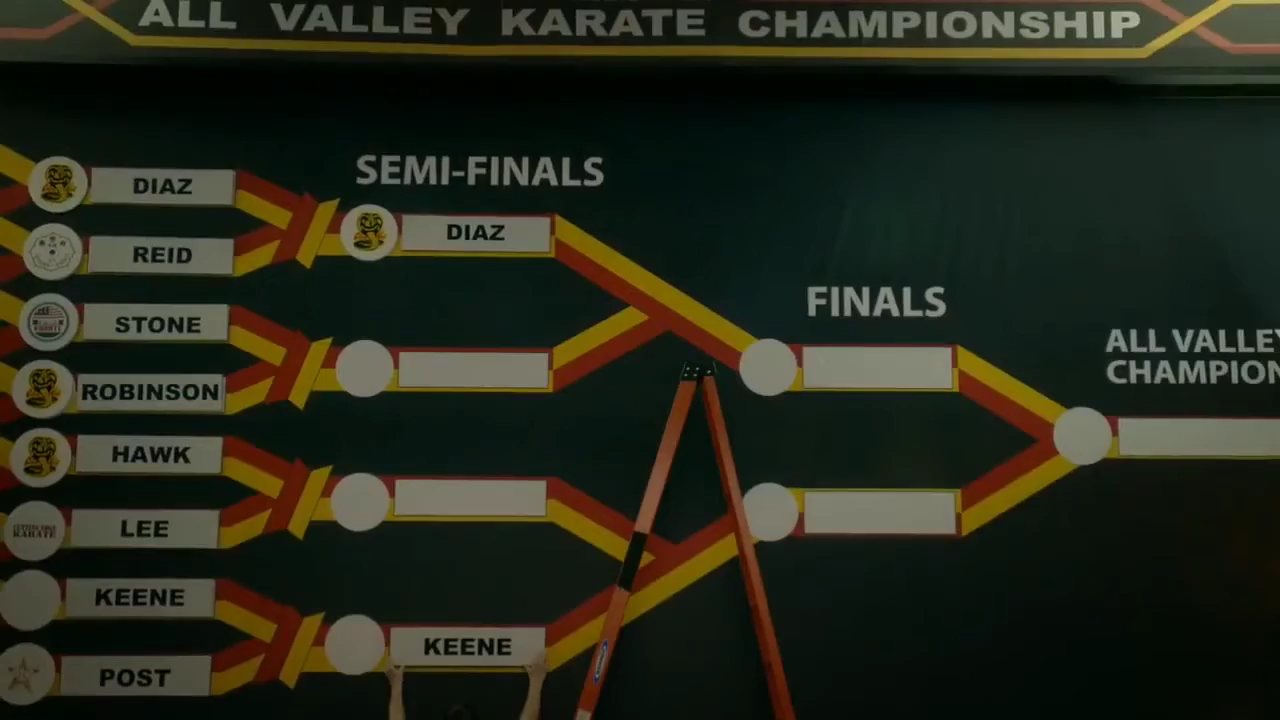 ALL VALLEY KARATE CHAMPIONSHIP
SEMI-FINALS
DIAZ
REID
DIAZ
STONE
ROBINSON
FINALS
ALL VALLEY
CHAMPION
HAWK
LEE
KEENE
POST
KEENE